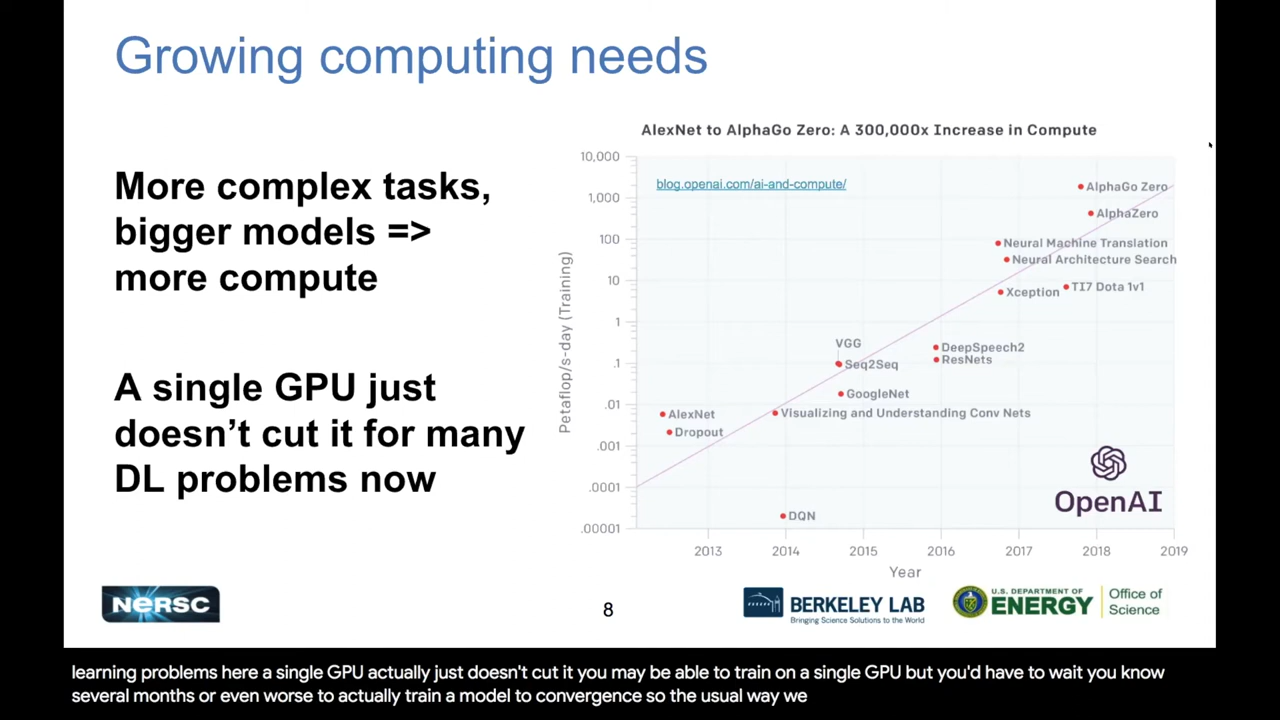 Growing computing needs
More complex tasks,
bigger models =>
more compute
A single GPU just
doesn't cut it for many
DL problems now
AlexNet to AlphaGo Zero: A 300,000x Increase in Compute
blog.openai.com/ai-and-compute/
Petaflop/s-day (Training)
10,000
1,000
100
10
1
.1
.01
.001
.0001
.00001
AlphaGo Zero
AlphaZero
Neural Machine Translation
Neural Architecture Search
TI7 Dota 1v1
Xception
VGG
DeepSpeech2
ResNets
Seq2Seq
GoogleNet
Visualizing and Understanding Conv Nets
AlexNet
Dropout
DQN
OpenAI
2013 2014 2015 2016 2017 2018 2019
Year
NERSC
8
BERKELEY LAB
Bringing Science Solutions to the World
U.S. DEPARTMENT OF
ENERGY
Office of
Science
learning problems here a single GPU actually just doesn't cut it you may be able to train on a single GPU but you'd have to wait you know
several months or even worse to actually train a model to convergence so the usual way we